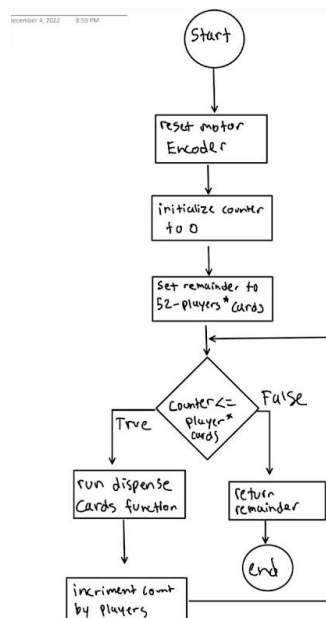 December 4, 2022 8:59 PM
Start
reset motor
Encoder
initialize counter
to 0
Set remainder to
52-players* cards
Counter<=
player*
cards
True
False
run dispense
Cards function
return
remainder
end
incriment count
by players